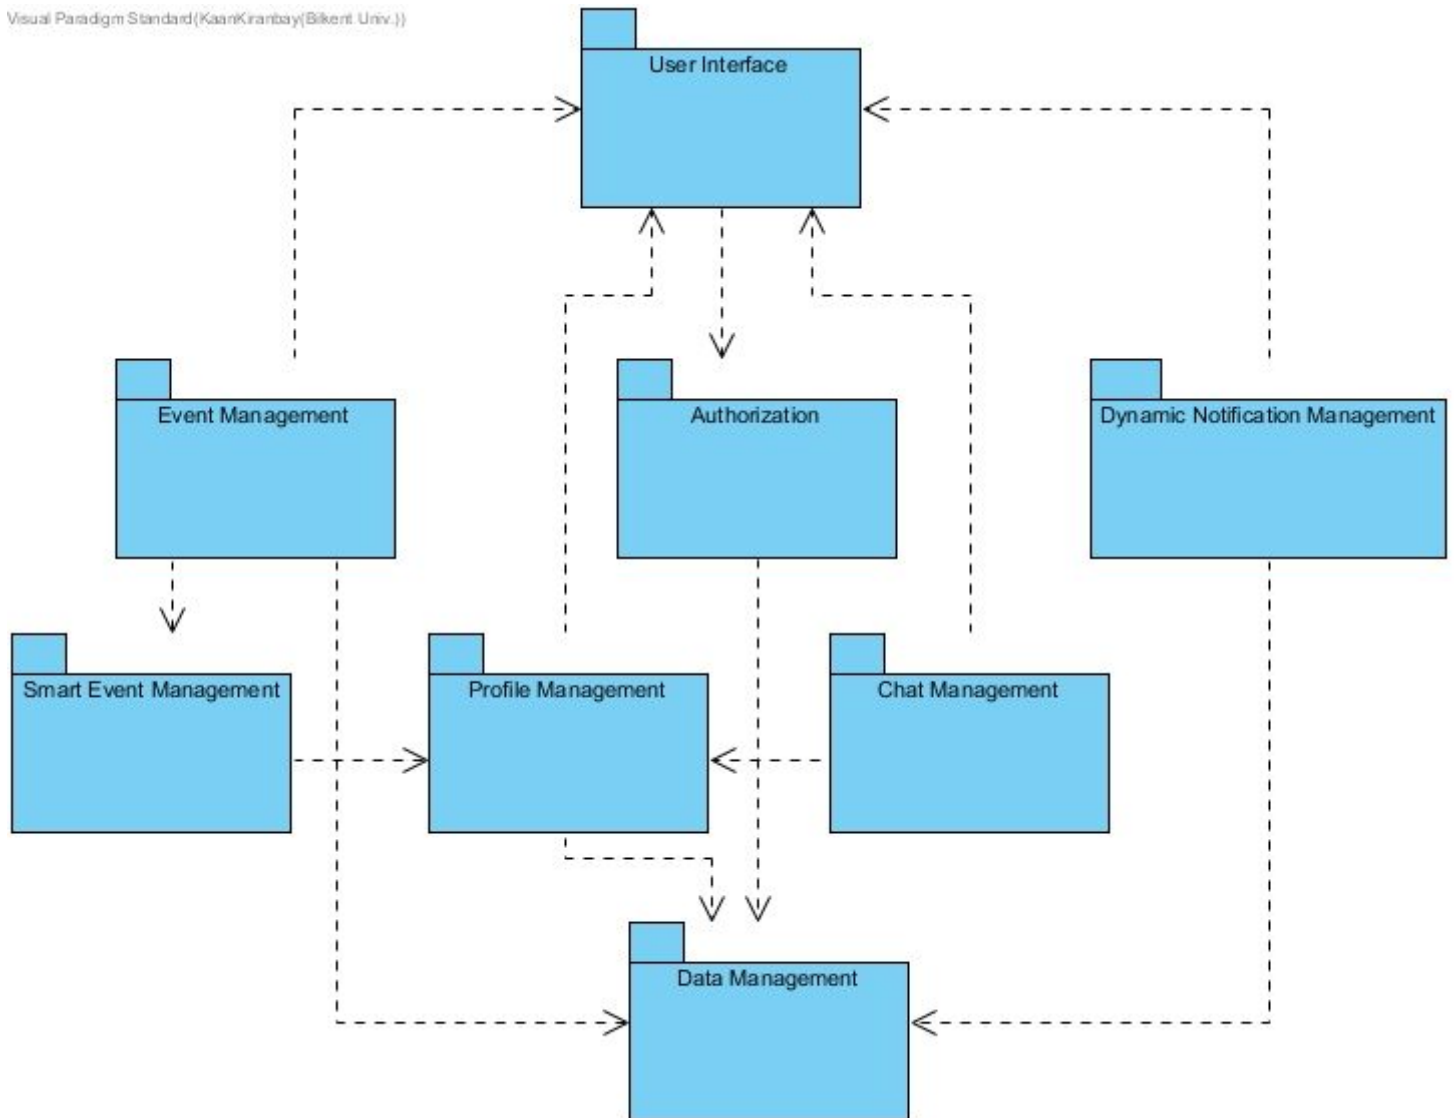 Visual Paradigm Standard(KaanKiranbay(Bilkent Univ.))
User Interface
Event Management
Authorization
Dynamic Notification Management
Smart Event Management
Profile Management
Chat Management
Data Management